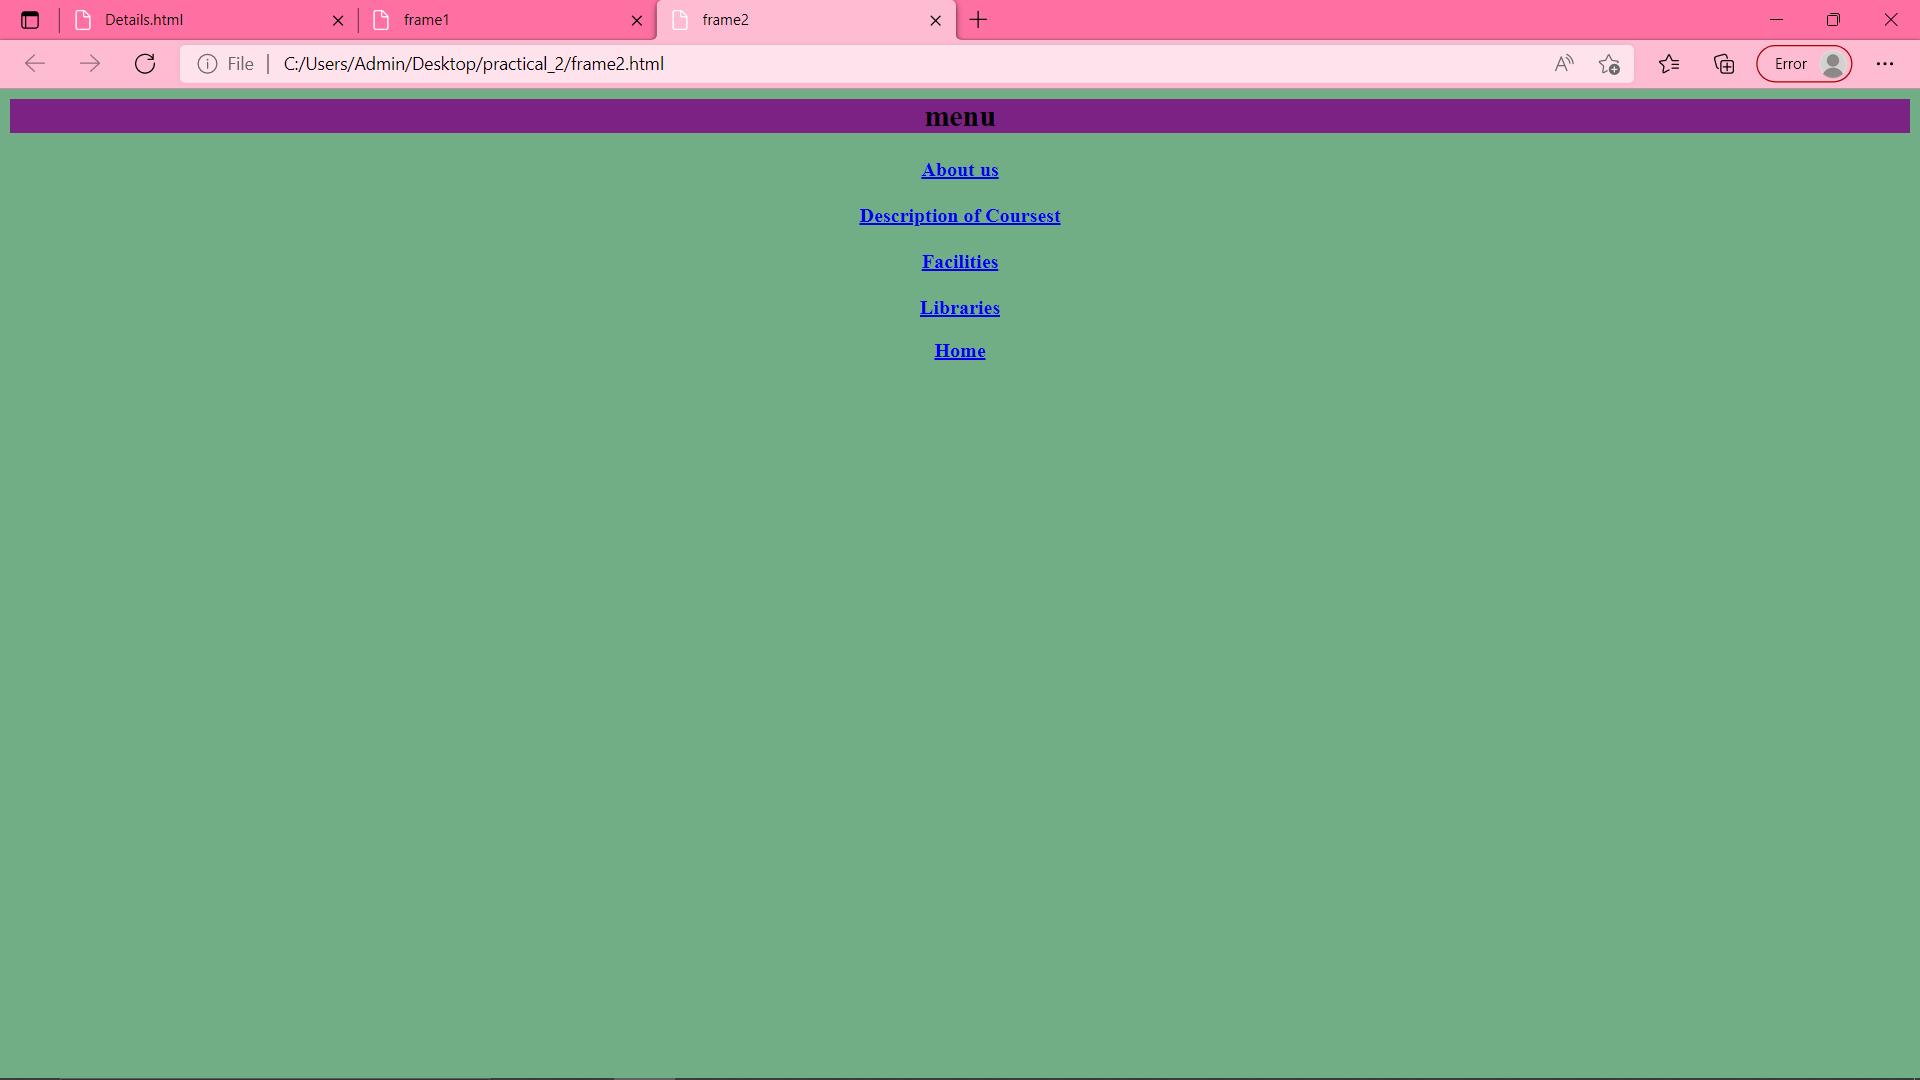 Details.html
frame1
frame2
File
C:/Users/Admin/Desktop/practical_2/frame2.html
Error
menu
About us
Description of Coursest
Facilities
Libraries
Home